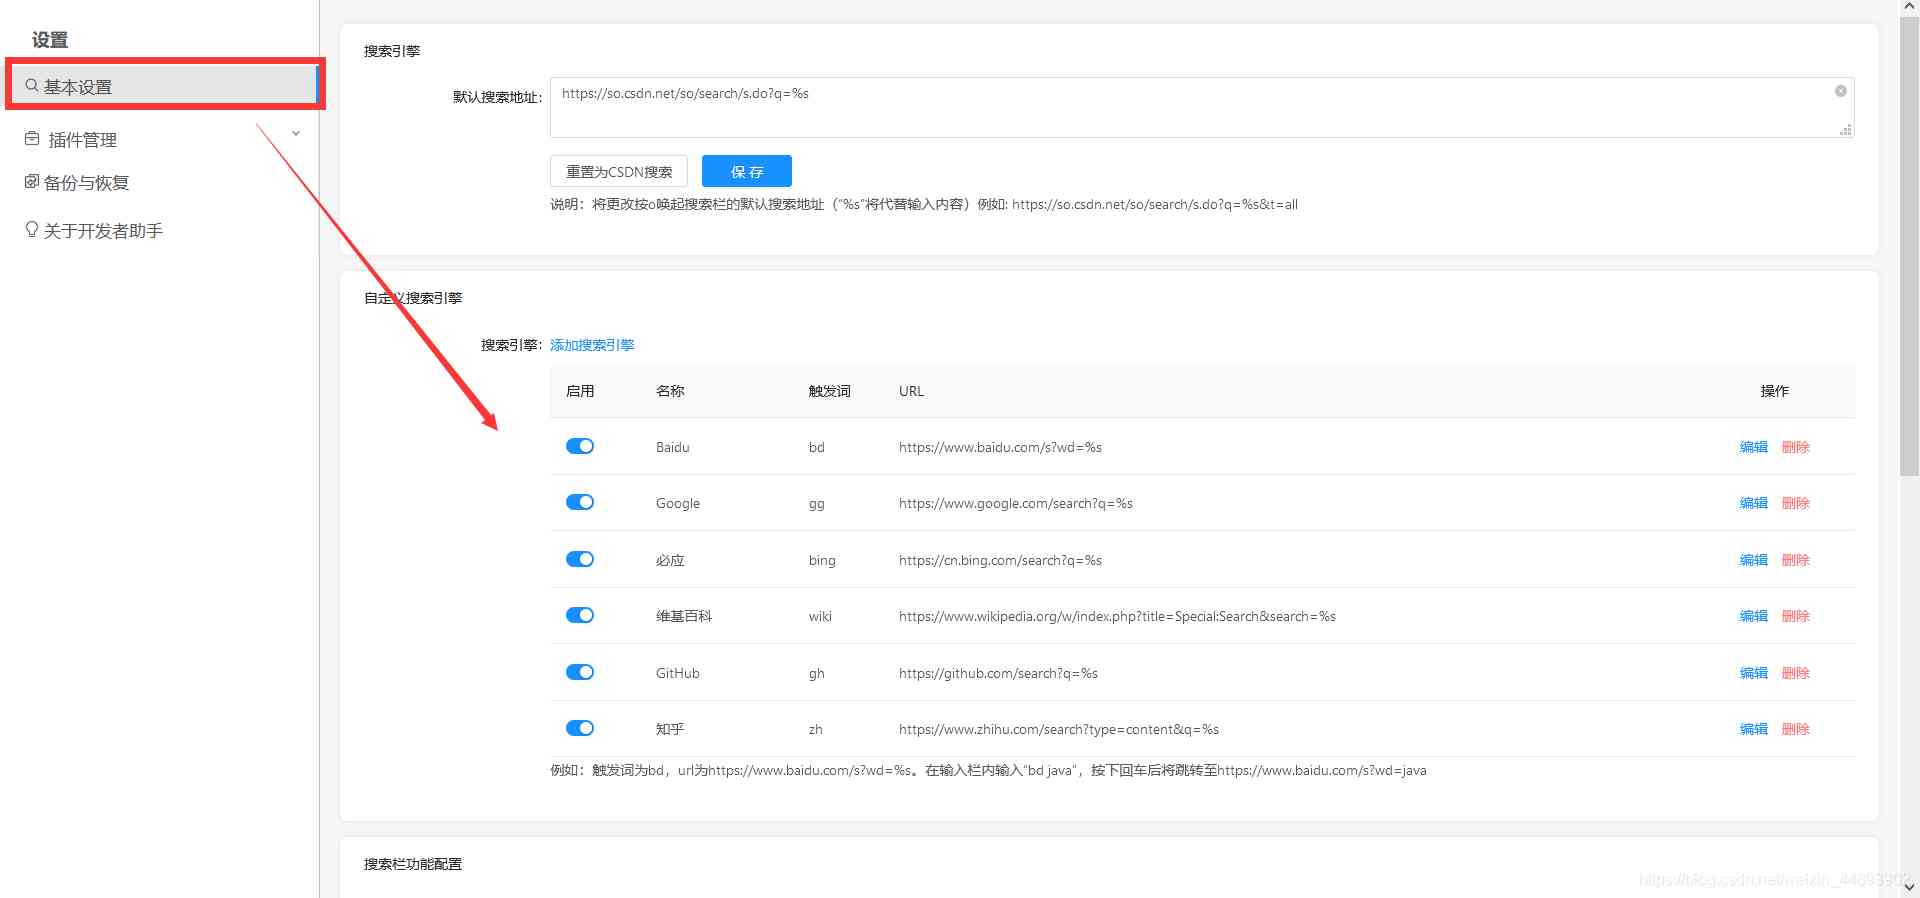 设置
基本设置
插件管理
备份与恢复
关于开发者助手
搜索引擎
默认搜索地址: https://so.csdn.net/so/search/s.do?q=%s
重置为CSDN搜索 保 存
说明：将更改按o唤起搜索栏的默认搜索地址（"%s"将代替输入内容）例如: https://so.csdn.net/so/search/s.do?q=%s&t=all
自定义搜索引擎
搜索引擎: 添加搜索引擎
启用 名称 触发词 URL 操作
Baidu bd https://www.baidu.com/s?wd=%s 编辑 删除
Google gg https://www.google.com/search?q=%s 编辑 删除
必应 bing https://cn.bing.com/search?q=%s 编辑 删除
维基百科 wiki https://www.wikipedia.org/w/index.php?title=Special:Search&search=%s 编辑 删除
GitHub gh https://github.com/search?q=%s 编辑 删除
知乎 zh https://www.zhihu.com/search?type=content&q=%s 编辑 删除
例如：触发词为bd，url为https://www.baidu.com/s?wd=%s。在输入栏内输入"bd java"，按下回车后将跳转至https://www.baidu.com/s?wd=java
搜索栏功能配置